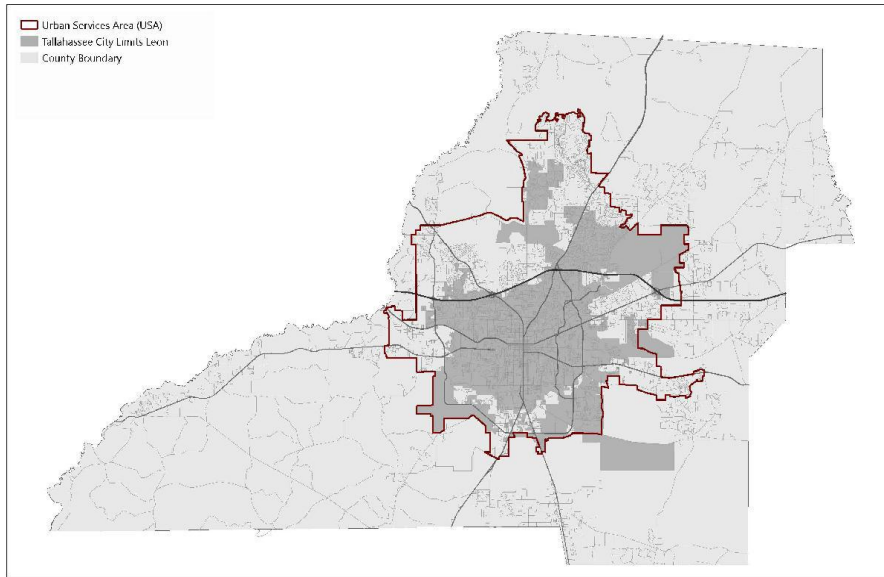 Urban Services Area (USA)
Tallahassee City Limits Leon
County Boundary